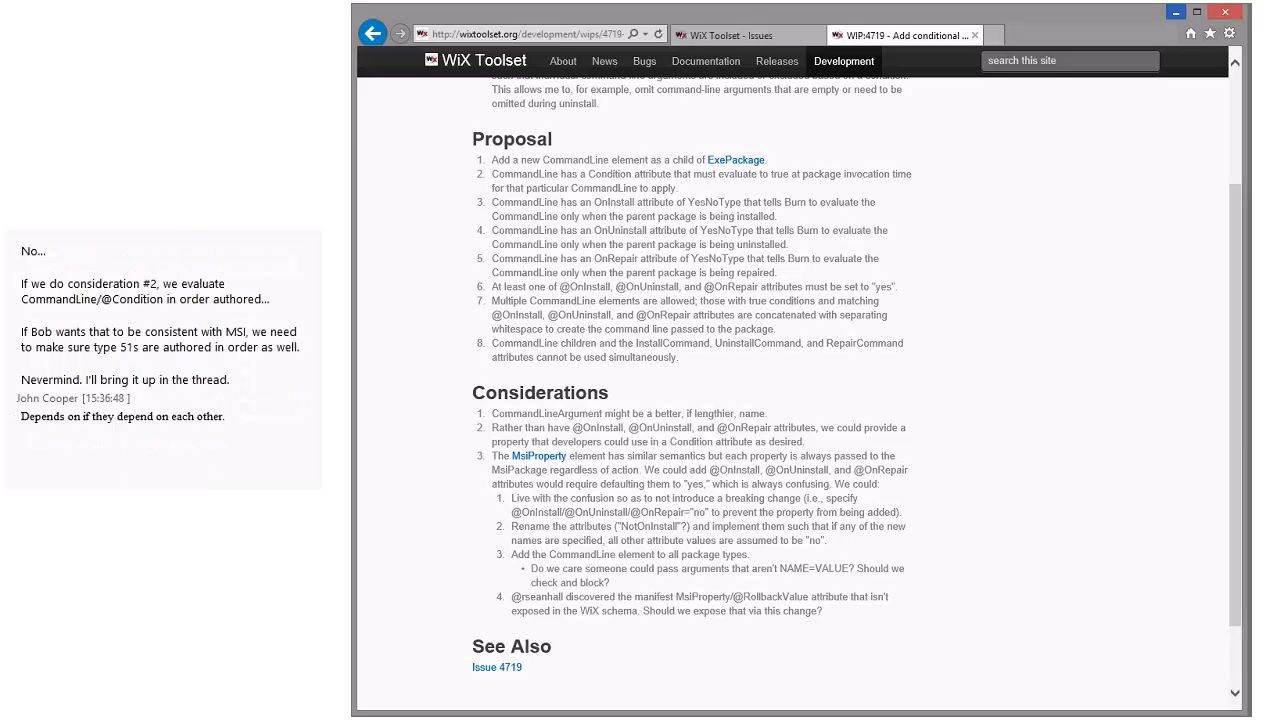 No...
If we do consideration #2, we evaluate
CommandLine/@Condition in order authored...
If Bob wants that to be consistent with MSI, we need
to make sure type 51s are authored in order as well.
Nevermind. I'll bring it up in the thread.
John Cooper [15:36:48 ]
Depends on if they depend on each other.
http://wixtoolset.org/development/wips/4719-
WiX Toolset - Issues
WIP:4719 - Add conditional ...
WiX Toolset
About
News
Bugs
Documentation
Releases
Development
search this site
This allows me to, for example, omit command-line arguments that are empty or need to be
omitted during uninstall.
Proposal
1. Add a new CommandLine element as a child of ExePackage.
2. CommandLine has a Condition attribute that must evaluate to true at package invocation time
for that particular CommandLine to apply.
3. CommandLine has an OnInstall attribute of YesNoType that tells Burn to evaluate the
CommandLine only when the parent package is being installed.
4. CommandLine has an OnUninstall attribute of YesNoType that tells Burn to evaluate the
CommandLine only when the parent package is being uninstalled.
5. CommandLine has an OnRepair attribute of YesNoType that tells Burn to evaluate the
CommandLine only when the parent package is being repaired.
6. At least one of @OnInstall, @OnUninstall, and @OnRepair attributes must be set to "yes".
7. Multiple CommandLine elements are allowed; those with true conditions and matching
@OnInstall, @OnUninstall, and @OnRepair attributes are concatenated with separating
whitespace to create the command line passed to the package.
8. CommandLine children and the InstallCommand, UninstallCommand, and RepairCommand
attributes cannot be used simultaneously.
Considerations
1. CommandLineArgument might be a better, if lengthier, name.
2. Rather than have @OnInstall, @OnUninstall, and @OnRepair attributes, we could provide a
property that developers could use in a Condition attribute as desired.
3. The MsiProperty element has similar semantics but each property is always passed to the
MsiPackage regardless of action. We could add @OnInstall, @OnUninstall, and @OnRepair
attributes would require defaulting them to "yes," which is always confusing. We could:
1. Live with the confusion so as to not introduce a breaking change (i.e., specify
@OnInstall/@OnUninstall/@OnRepair="no" to prevent the property from being added).
2. Rename the attributes ("NotOnInstall"?) and implement them such that if any of the new
names are specified, all other attribute values are assumed to be "no".
3. Add the CommandLine element to all package types.
• Do we care someone could pass arguments that aren't NAME=VALUE? Should we
check and block?
4. @rseanhall discovered the manifest MsiProperty/@RollbackValue attribute that isn't
exposed in the WiX schema. Should we expose that via this change?
See Also
Issue 4719